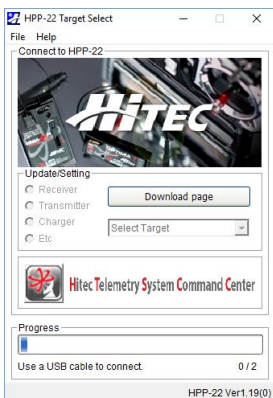 HPP-22 Target Select
File Help
Connect to HPP-22
HiTEC
Update/Setting
Receiver
Transmitter
Charger
Etc
Download page
Select Target
Hitec Telemetry System Command Center
Progress
Use a USB cable to connect. 0 / 2
HPP-22 Ver1.19(0)